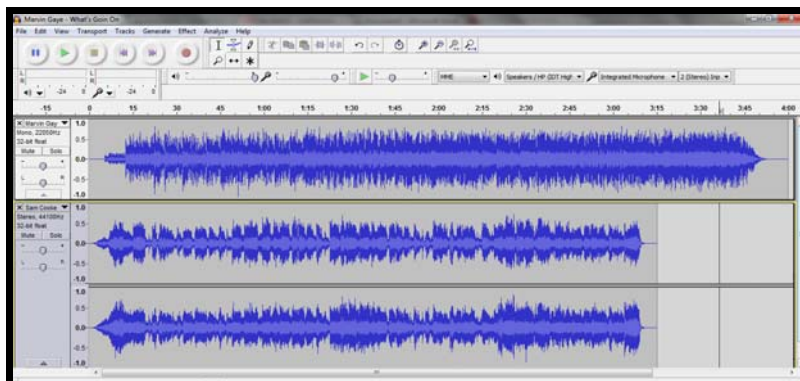 Marvin Gaye - What's Goin On
File Edit View Transport Tracks Generate Effect Analyze Help
L L
R R
-24 0 -24 0
MME Speakers / HP (IDT High Integrated Microphone 2 (Stereo) Inp
-15 0 15 30 45 1:00 1:15 1:30 1:45 2:00 2:15 2:30 2:45 3:00 3:15 3:30 3:45 4:00
Marvin Gay 1.0
Mono, 22050Hz
32-bit float 0.5
Mute Solo
- + 0.0
L R -0.5
-1.0
Sam Cooke 1.0
Stereo, 44100Hz
32-bit float 0.5
Mute Solo
- + 0.0
L R -0.5
-1.0
1.0
0.5
0.0
-0.5
-1.0